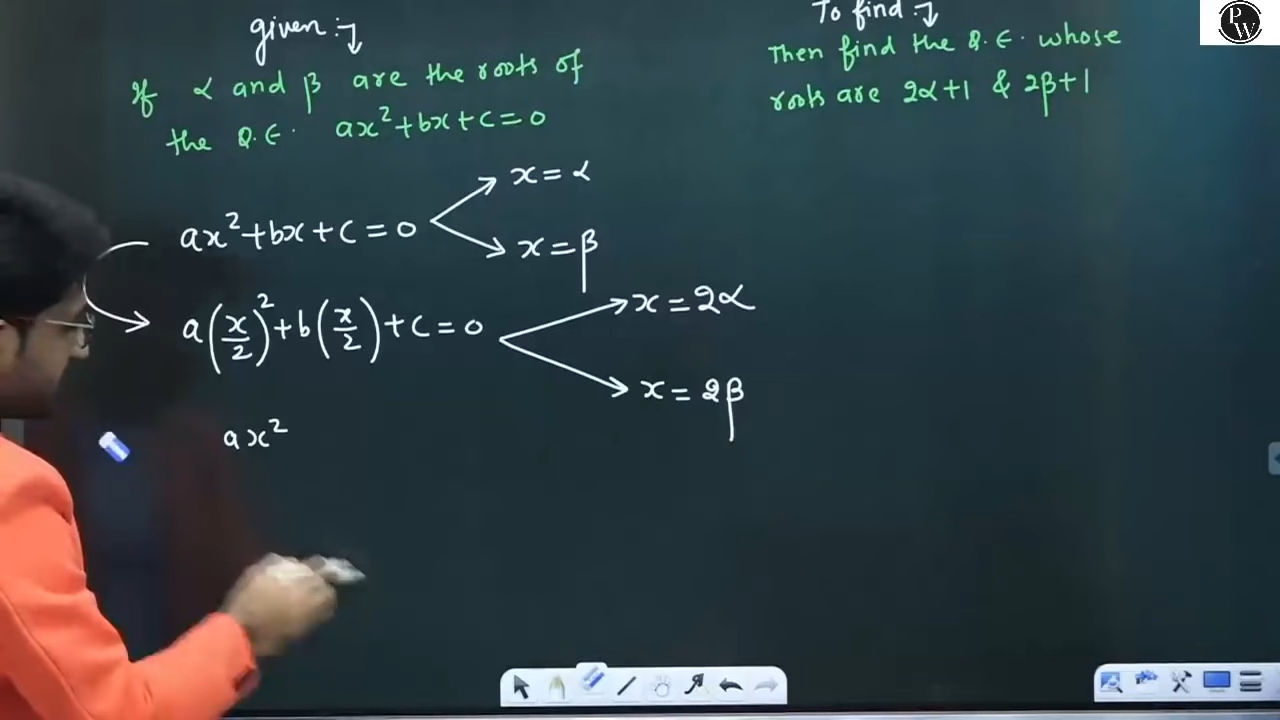 given :-
If α and β are the roots of
the Q.E. ax²+bx+c=0
To find :-
Then find the Q.E. whose
roots are 2α+1 & 2β+1
PW
ax²+bx+c=0
x=α
x=β
a(x/2)²+b(x/2)+c=0
x=2α
x=2β
ax²